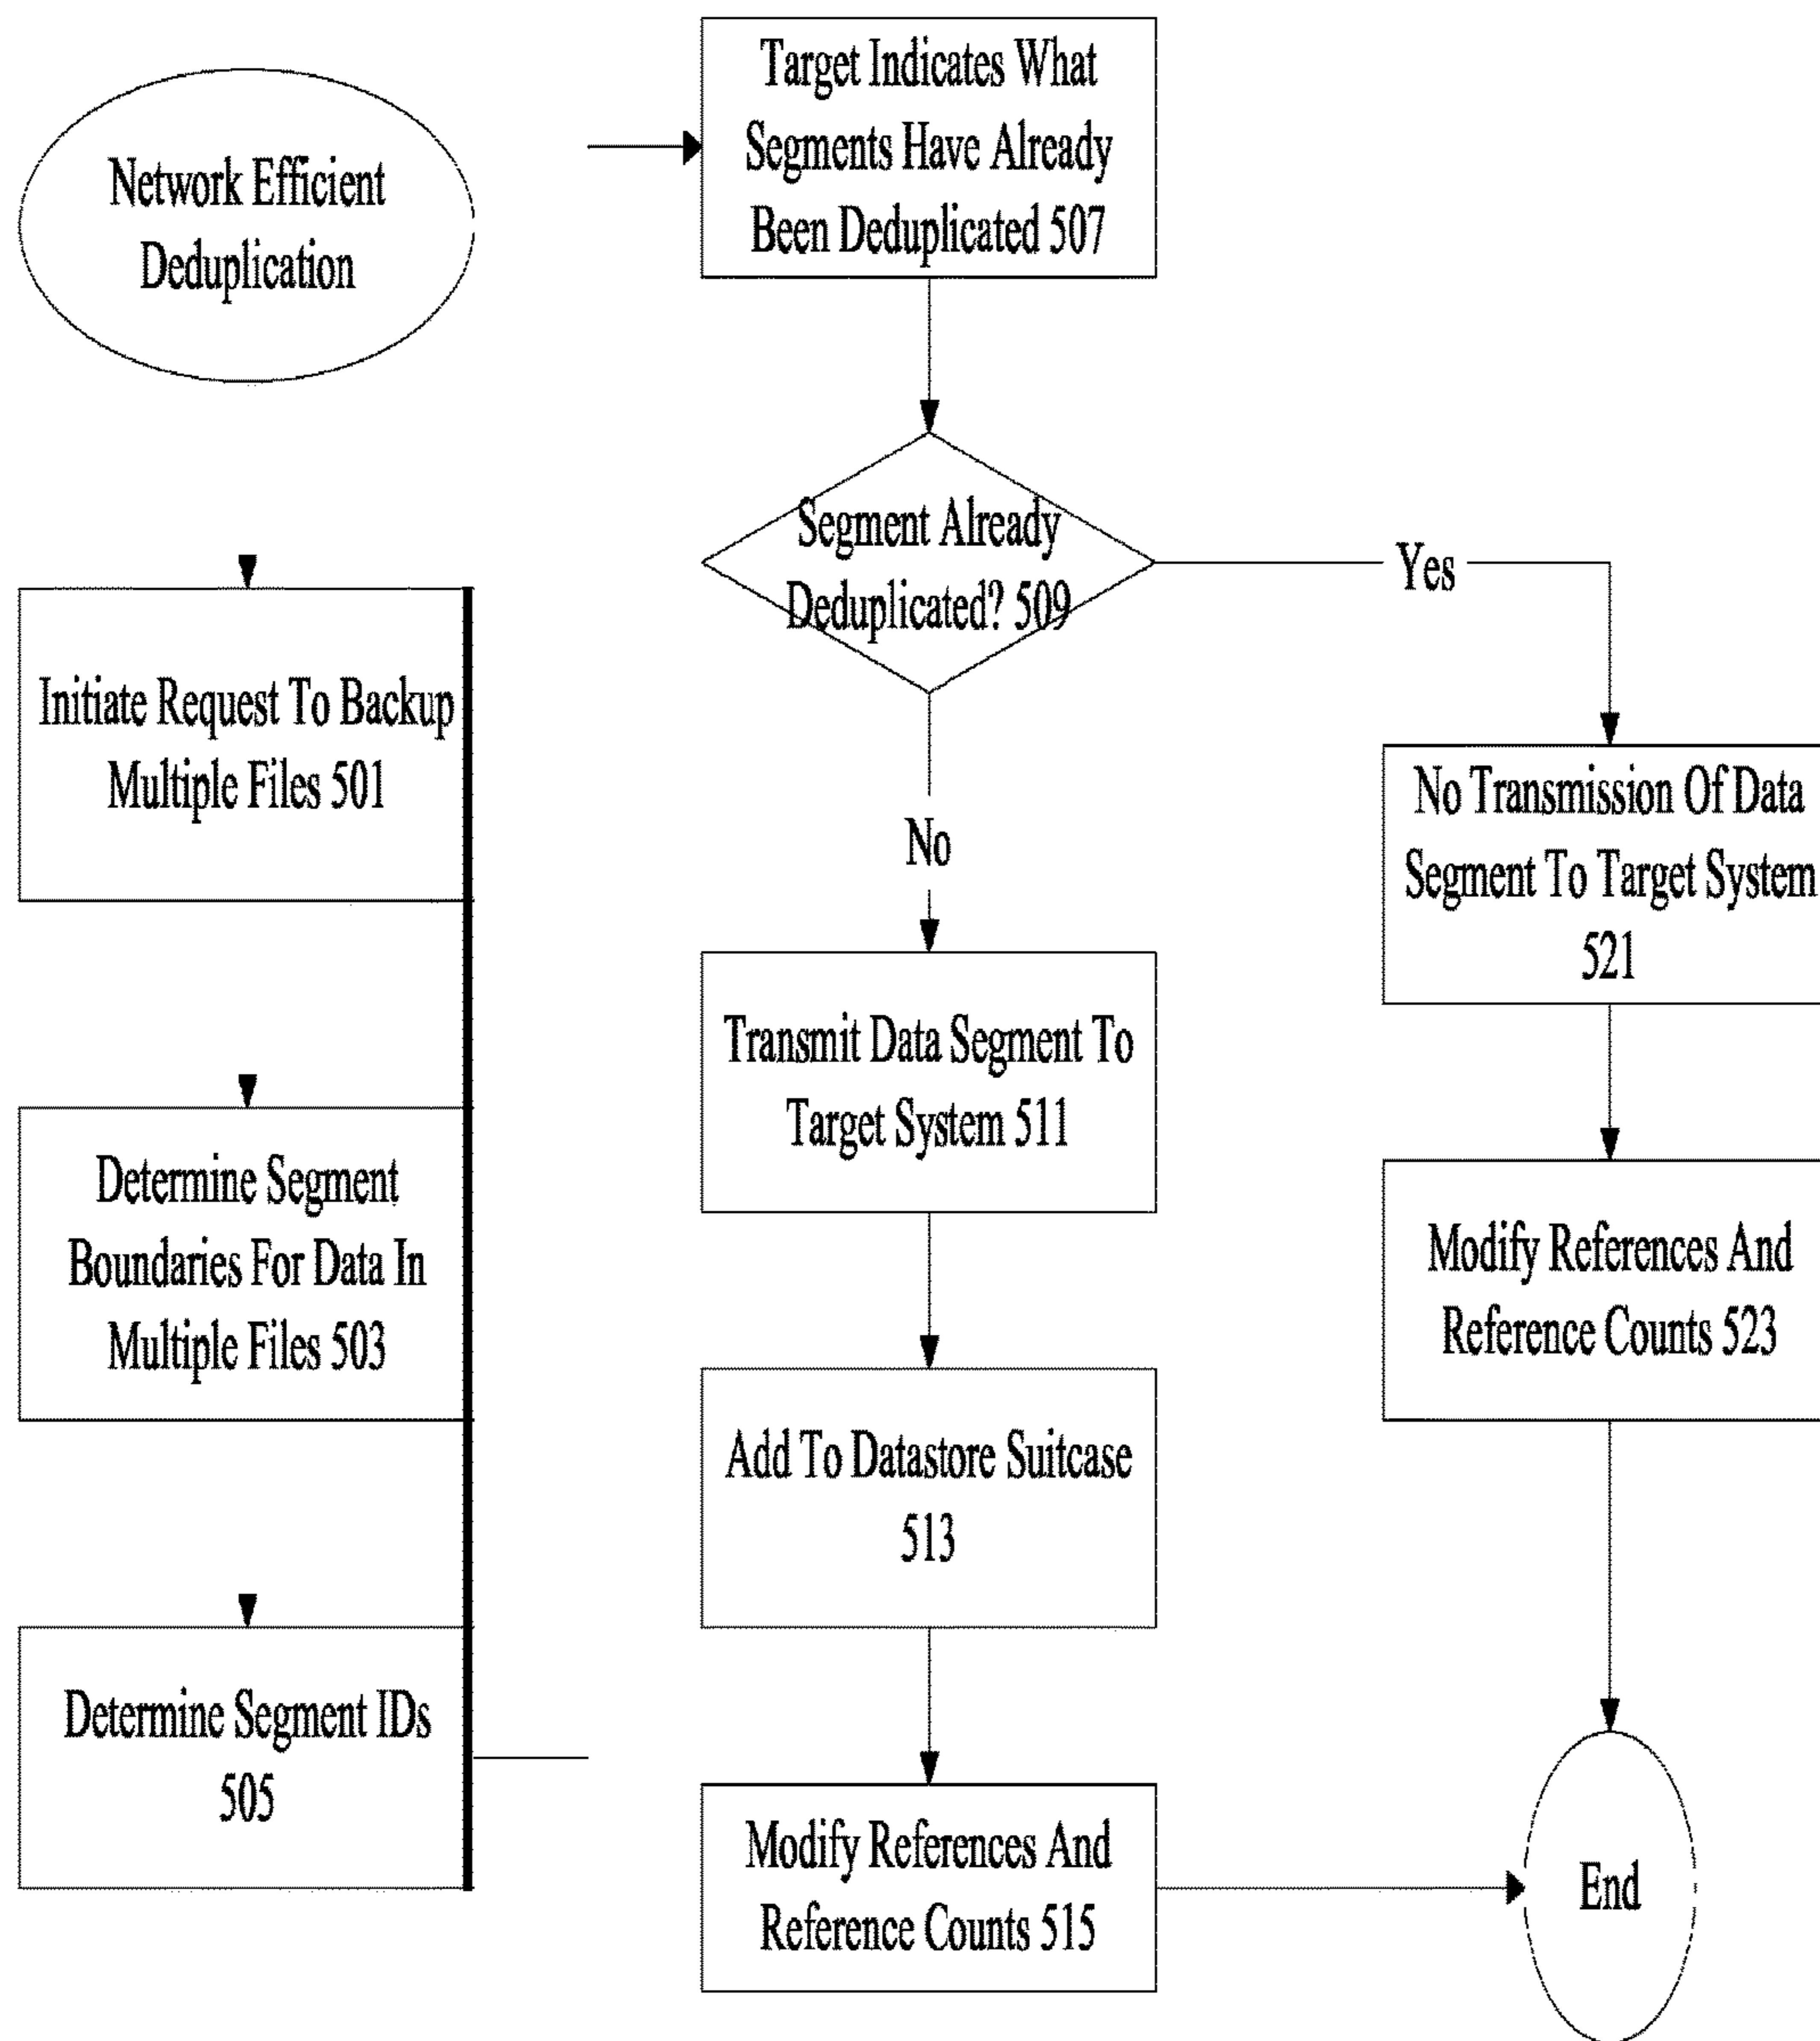 Network Efficient
Deduplication
Initiate Request To Backup
Multiple Files 501
Determine Segment
Boundaries For Data In
Multiple Files 503
Determine Segment IDs
505
Target Indicates What
Segments Have Already
Been Deduplicated 507
Segment Already
Deduplicated? 509
Yes
No
Transmit Data Segment To
Target System 511
Add To Datastore Suitcase
513
Modify References And
Reference Counts 515
No Transmission Of Data
Segment To Target System
521
Modify References And
Reference Counts 523
End